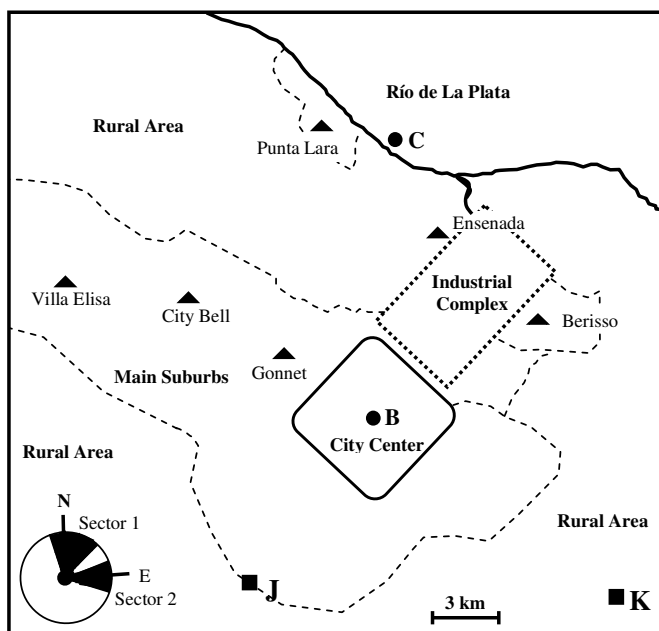 Río de La Plata
Rural Area
C
Punta Lara
Ensenada
Industrial
Complex
Villa Elisa
City Bell
Berisso
Gonnet
Main Suburbs
B
City Center
Rural Area
N
Sector 1
E
Sector 2
Rural Area
J
3 km
K